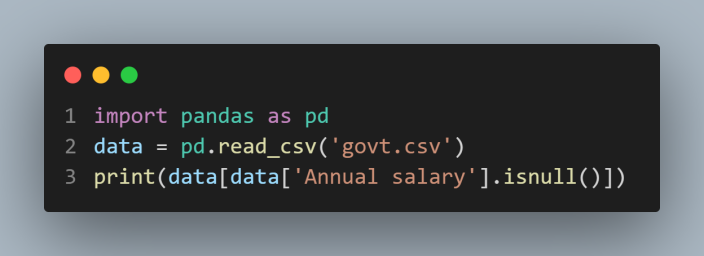 1 import pandas as pd
2 data = pd.read_csv('govt.csv')
3 print(data[data['Annual salary'].isnull()])